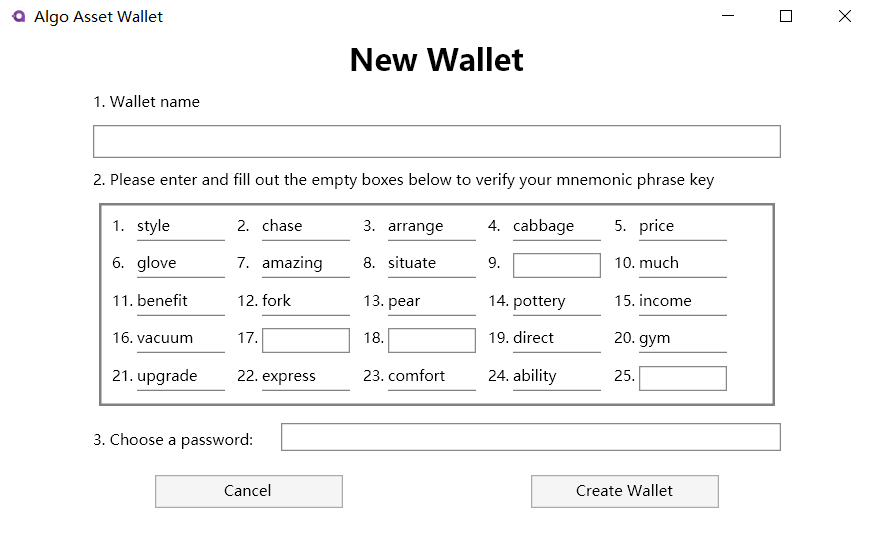 Algo Asset Wallet
New Wallet
1. Wallet name
2. Please enter and fill out the empty boxes below to verify your mnemonic phrase key
1. style 2. chase 3. arrange 4. cabbage 5. price
6. glove 7. amazing 8. situate 9. 10. much
11. benefit 12. fork 13. pear 14. pottery 15. income
16. vacuum 17. 18. 19. direct 20. gym
21. upgrade 22. express 23. comfort 24. ability 25.
3. Choose a password:
Cancel Create Wallet